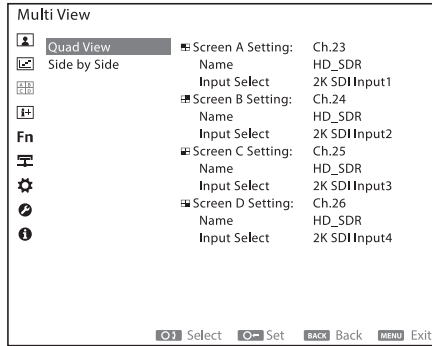 Multi View
Quad View
Side by Side
A B
C D
Fn
Screen A Setting: Ch.23
Name HD_SDR
Input Select 2K SDI Input1
Screen B Setting: Ch.24
Name HD_SDR
Input Select 2K SDI Input2
Screen C Setting: Ch.25
Name HD_SDR
Input Select 2K SDI Input3
Screen D Setting: Ch.26
Name HD_SDR
Input Select 2K SDI Input4
Select Set BACK Back MENU Exit